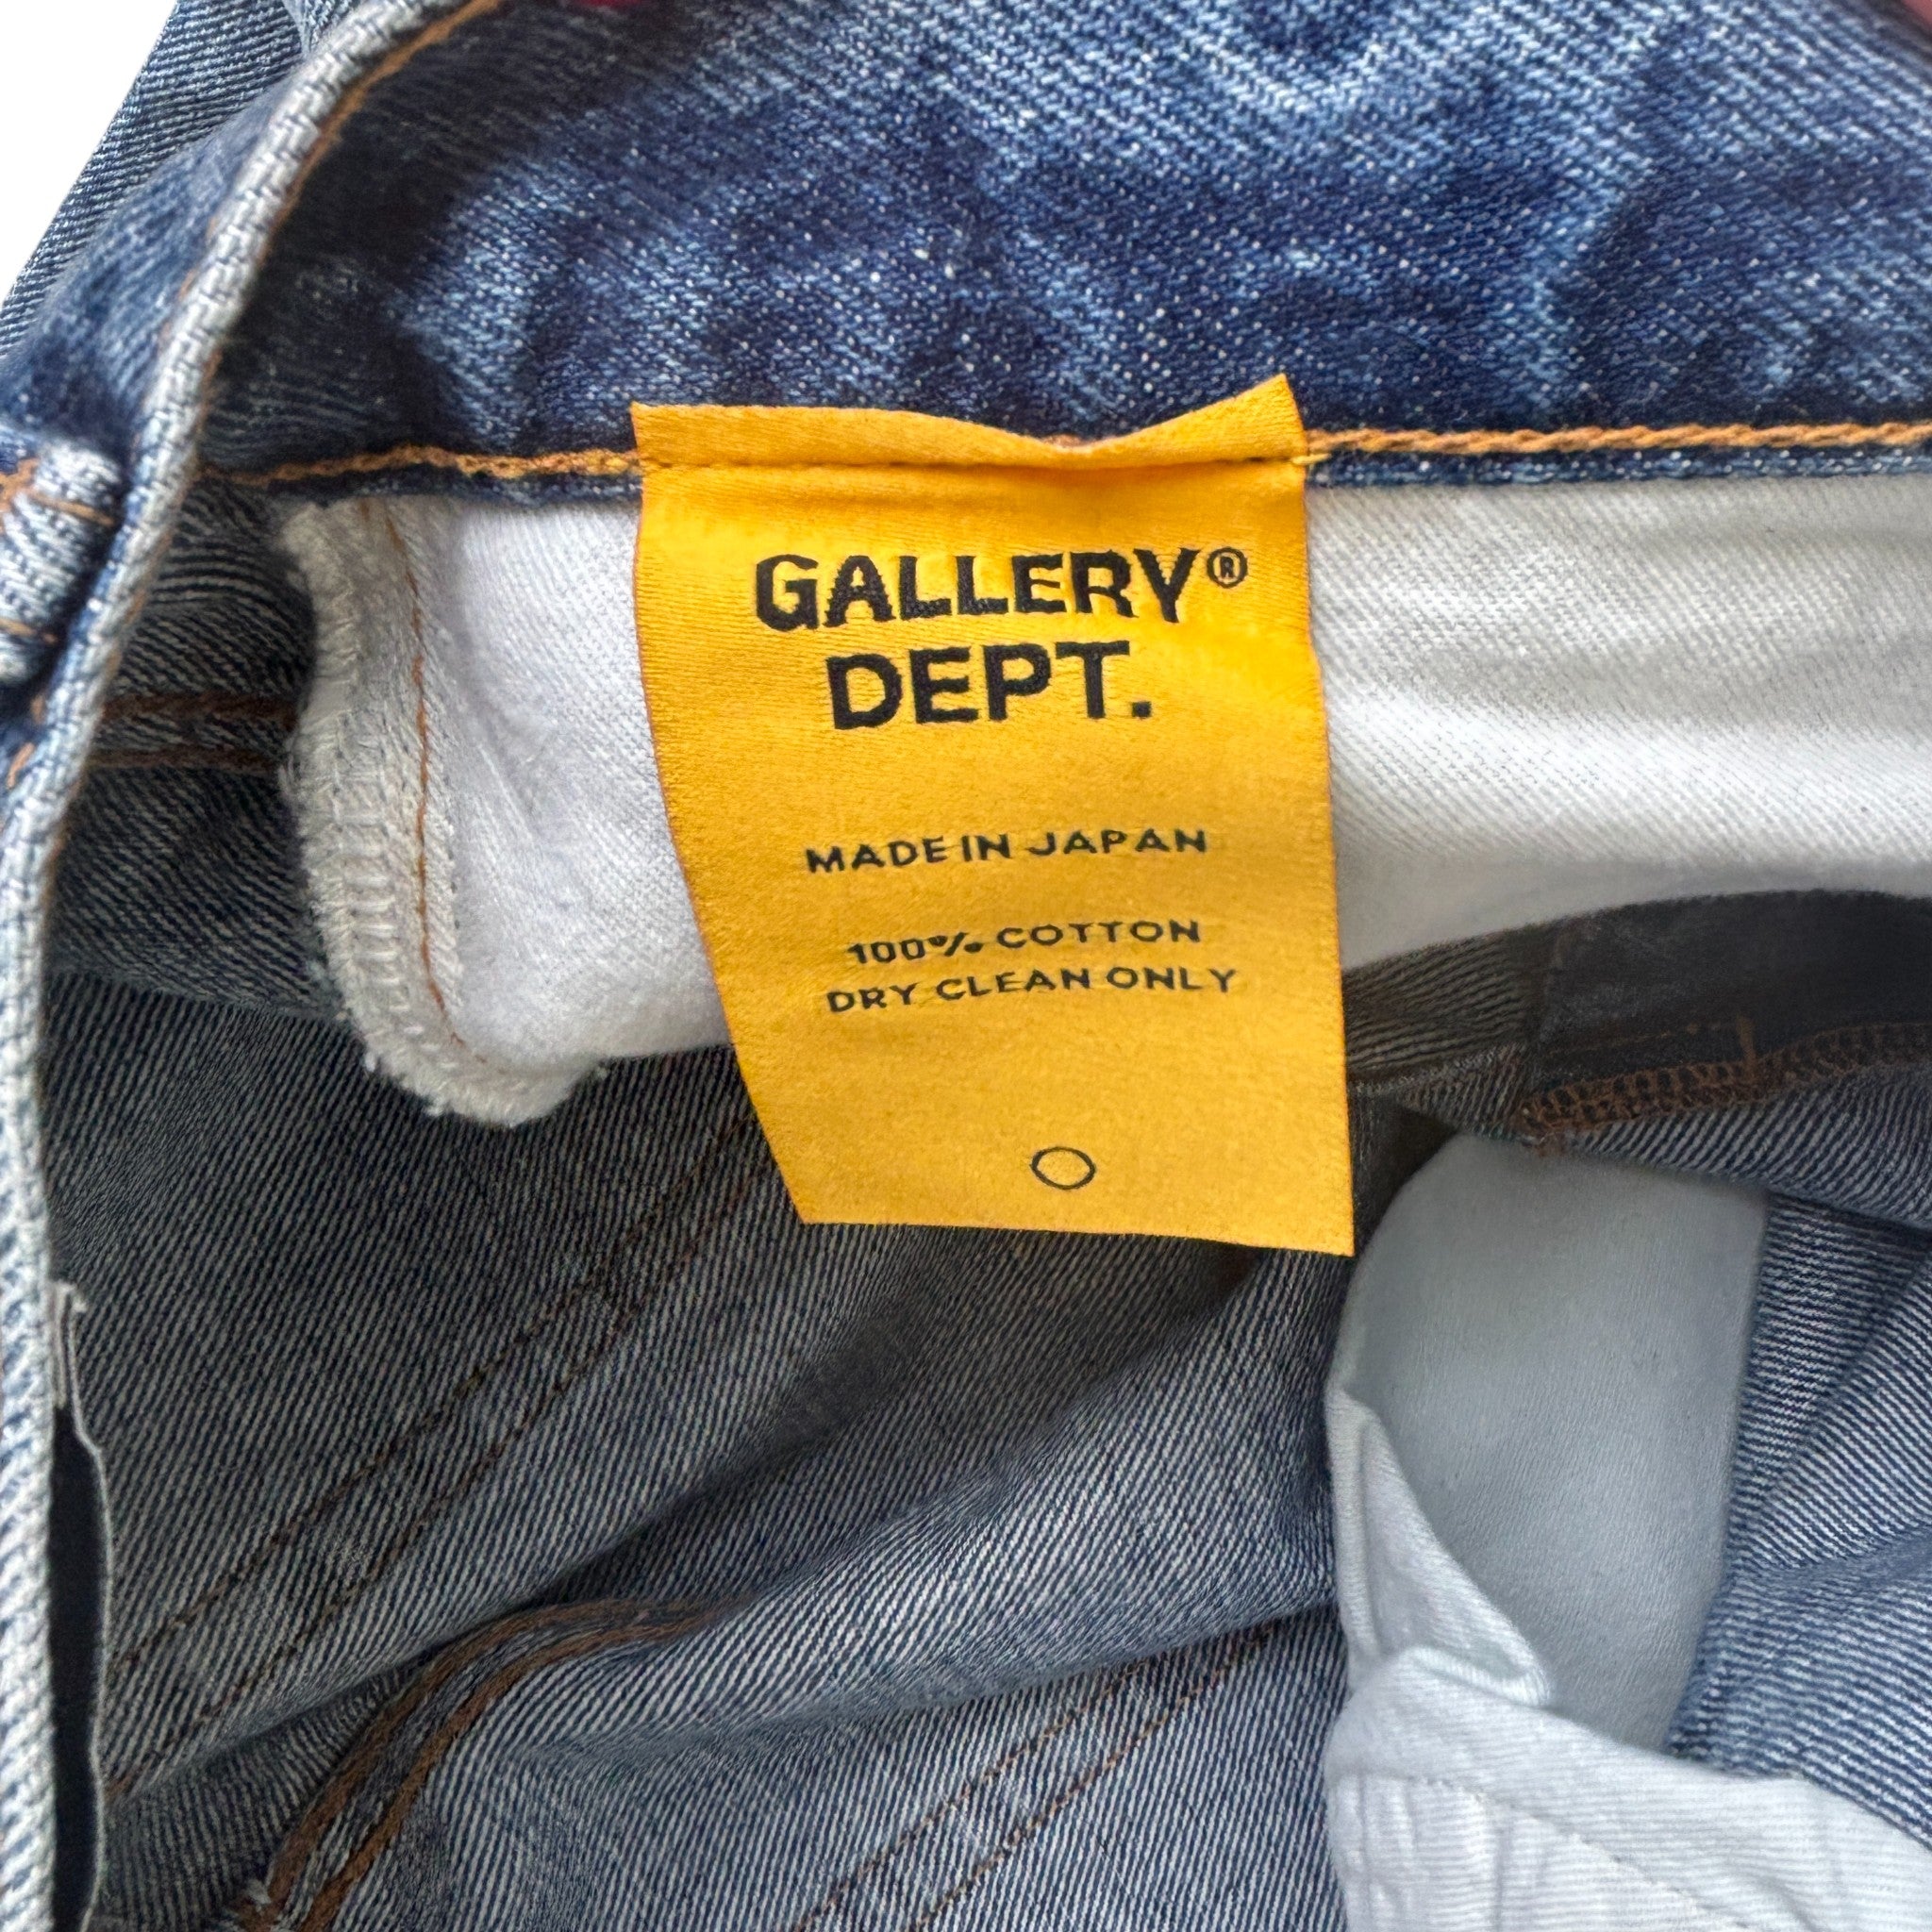 GALLERY®
DEPT.
MADE IN JAPAN
100% COTTON
DRY CLEAN ONLY